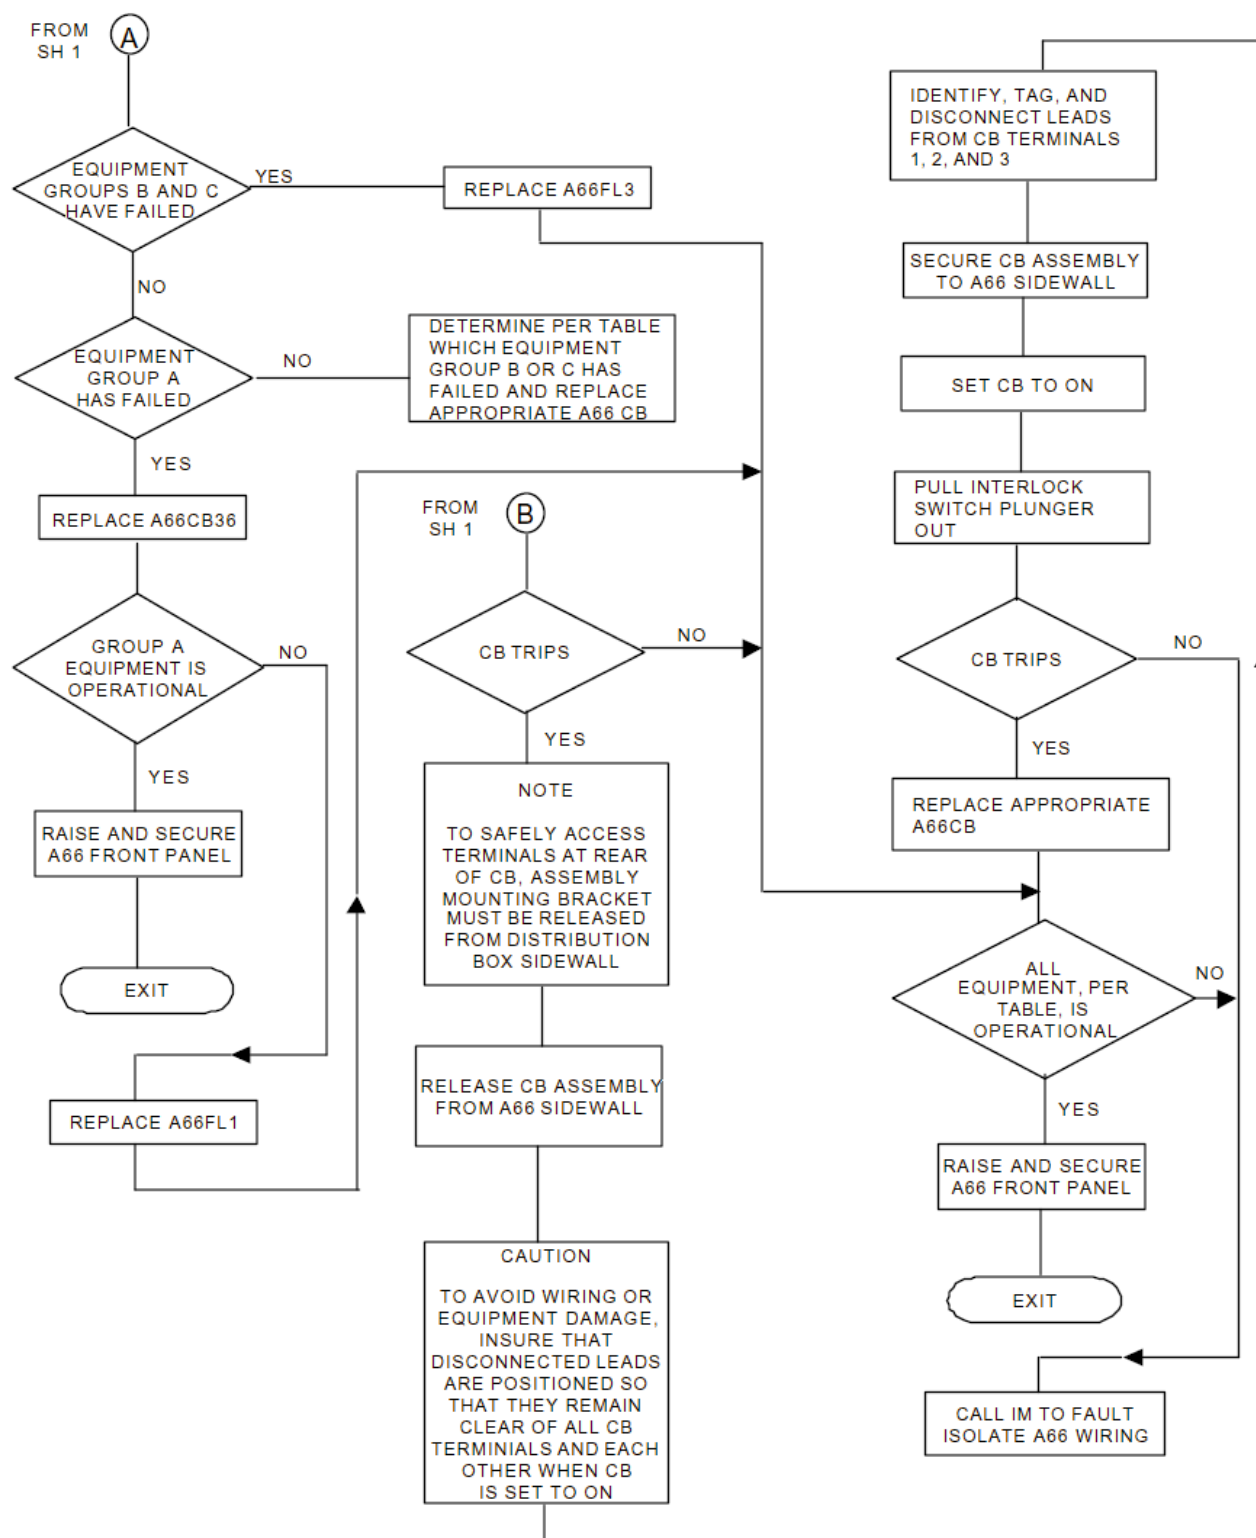 FROM
SH 1
A
EQUIPMENT
GROUPS B AND C
HAVE FAILED
YES
REPLACE A66FL3
NO
EQUIPMENT
GROUP A
HAS FAILED
NO
DETERMINE PER TABLE
WHICH EQUIPMENT
GROUP B OR C HAS
FAILED AND REPLACE
APPROPRIATE A66 CB
YES
REPLACE A66CB36
GROUP A
EQUIPMENT IS
OPERATIONAL
NO
YES
RAISE AND SECURE
A66 FRONT PANEL
EXIT
REPLACE A66FL1
FROM
SH 1
B
CB TRIPS
NO
YES
NOTE
TO SAFELY ACCESS
TERMINALS AT REAR
OF CB, ASSEMBLY
MOUNTING BRACKET
MUST BE RELEASED
FROM DISTRIBUTION
BOX SIDEWALL
RELEASE CB ASSEMBLY
FROM A66 SIDEWALL
CAUTION
TO AVOID WIRING OR
EQUIPMENT DAMAGE,
INSURE THAT
DISCONNECTED LEADS
ARE POSITIONED SO
THAT THEY REMAIN
CLEAR OF ALL CB
TERMINIALS AND EACH
OTHER WHEN CB
IS SET TO ON
IDENTIFY, TAG, AND
DISCONNECT LEADS
FROM CB TERMINALS
1, 2, AND 3
SECURE CB ASSEMBLY
TO A66 SIDEWALL
SET CB TO ON
PULL INTERLOCK
SWITCH PLUNGER
OUT
CB TRIPS
NO
YES
REPLACE APPROPRIATE
A66CB
ALL
EQUIPMENT, PER
TABLE, IS
OPERATIONAL
NO
YES
RAISE AND SECURE
A66 FRONT PANEL
EXIT
CALL IM TO FAULT
ISOLATE A66 WIRING